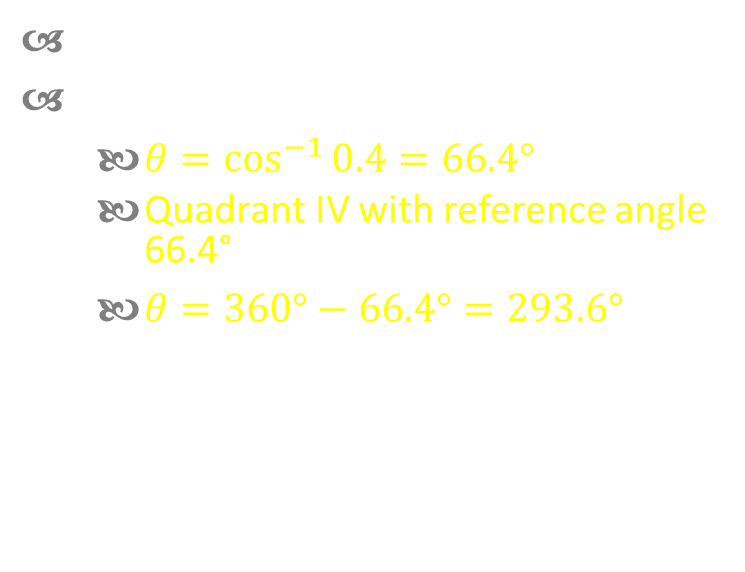 θ = cos⁻¹ 0.4 = 66.4°
Quadrant IV with reference angle
66.4°
θ = 360° − 66.4° = 293.6°